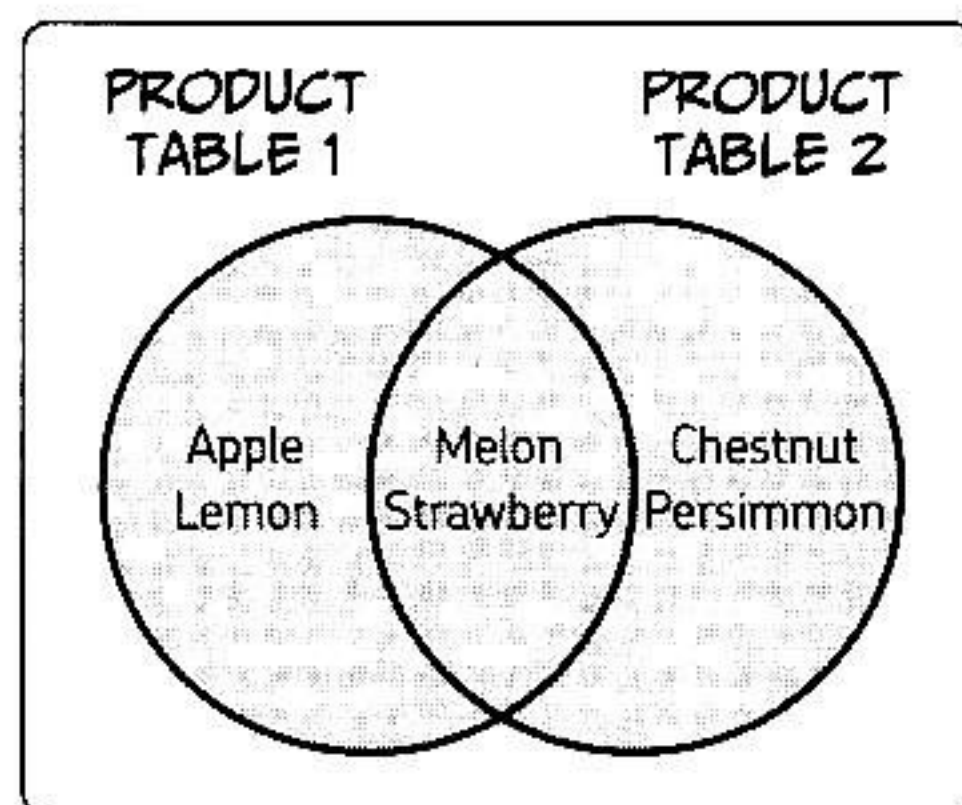 PRODUCT
TABLE 1
PRODUCT
TABLE 2
Apple
Lemon
Melon
Strawberry
Chestnut
Persimmon